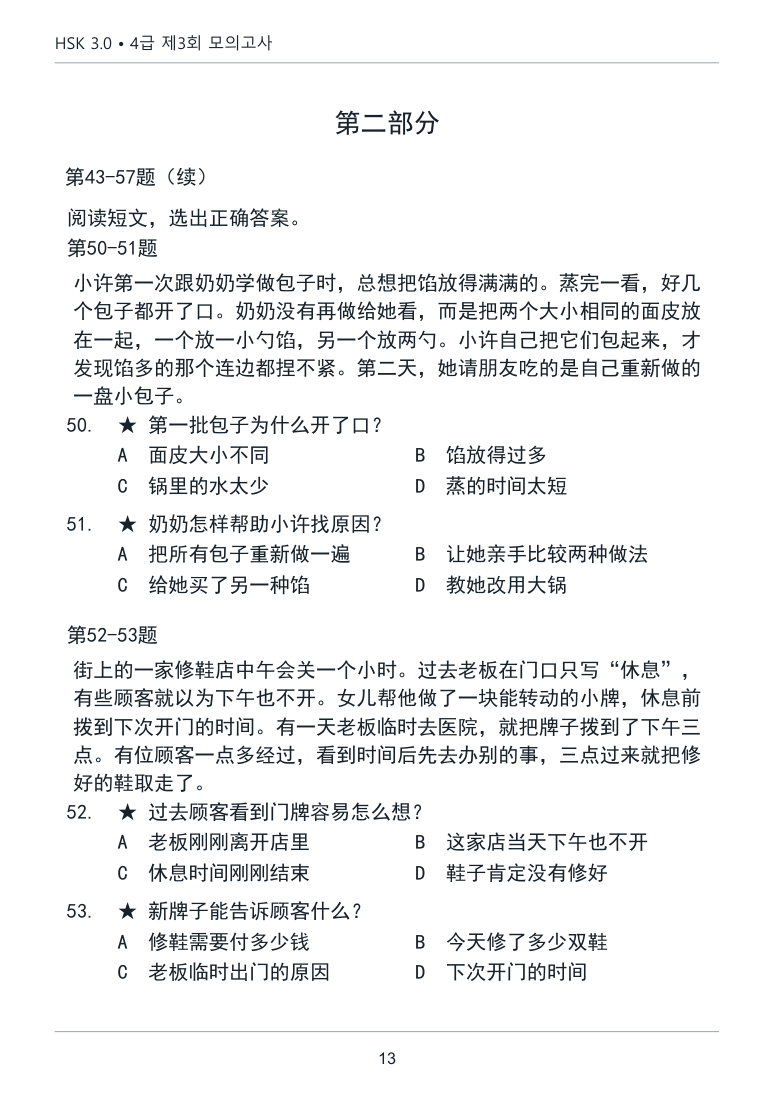 HSK 3.0 • 4급 제3회 모의고사
第二部分
第43-57题（续）
阅读短文，选出正确答案。
第50-51题
小许第一次跟奶奶学做包子时，总想把馅放得满满的。蒸完一看，好几
个包子都开了口。奶奶没有再做给她看，而是把两个大小相同的面皮放
在一起，一个放一小勺馅，另一个放两勺。小许自己把它们包起来，才
发现馅多的那个连边都捏不紧。第二天，她请朋友吃的是自己重新做的
一盘小包子。
50. ★ 第一批包子为什么开了口？
A 面皮大小不同 B 馅放得过多
C 锅里的水太少 D 蒸的时间太短
51. ★ 奶奶怎样帮助小许找原因？
A 把所有包子重新做一遍 B 让她亲手比较两种做法
C 给她买了另一种馅 D 教她改用大锅
第52-53题
街上的一家修鞋店中午会关一个小时。过去老板在门口只写“休息”，
有些顾客就以为下午也不开。女儿帮他做了一块能转动的小牌，休息前
拨到下次开门的时间。有一天老板临时去医院，就把牌子拨到了下午三
点。有位顾客一点多经过，看到时间后先去办别的事，三点过来就把修
好的鞋取走了。
52. ★ 过去顾客看到门牌容易怎么想？
A 老板刚刚离开店里 B 这家店当天下午也不开
C 休息时间刚刚结束 D 鞋子肯定没有修好
53. ★ 新牌子能告诉顾客什么？
A 修鞋需要付多少钱 B 今天修了多少双鞋
C 老板临时出门的原因 D 下次开门的时间
13